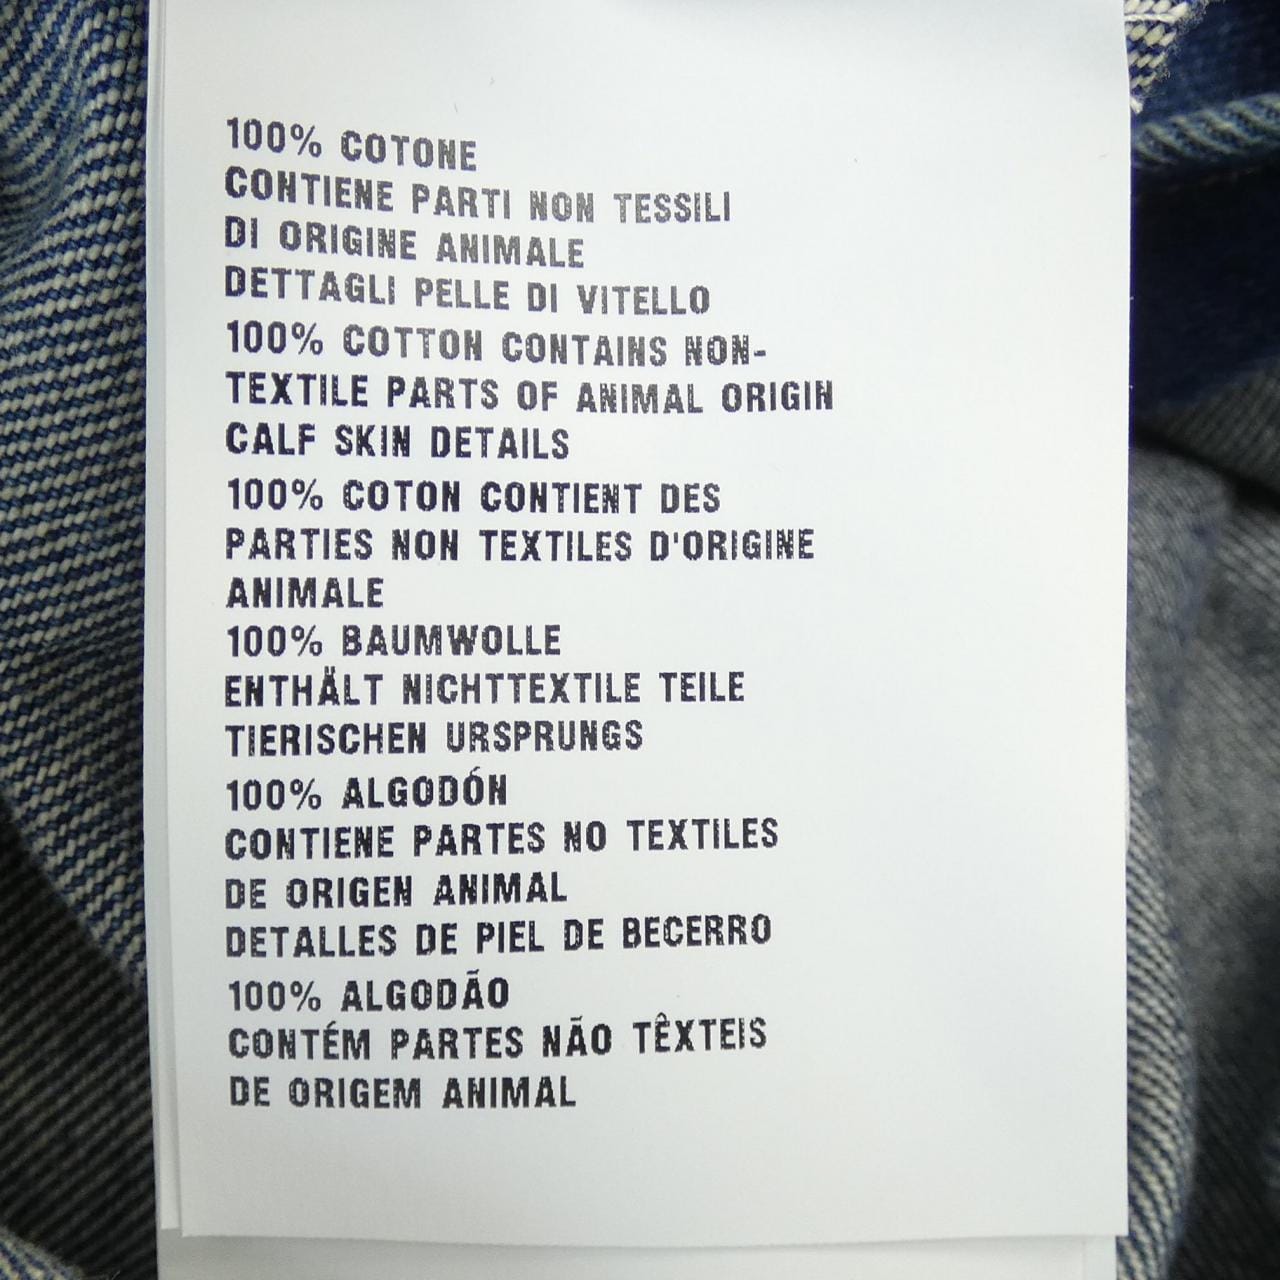 100% COTONE
CONTIENE PARTI NON TESSILI
DI ORIGINE ANIMALE
DETTAGLI PELLE DI VITELLO
100% COTTON CONTAINS NON-
TEXTILE PARTS OF ANIMAL ORIGIN
CALF SKIN DETAILS
100% COTON CONTIENT DES
PARTIES NON TEXTILES D'ORIGINE
ANIMALE
100% BAUMWOLLE
ENTHÄLT NICHTTEXTILE TEILE
TIERISCHEN URSPRUNGS
100% ALGODÓN
CONTIENE PARTES NO TEXTILES
DE ORIGEN ANIMAL
DETALLES DE PIEL DE BECERRO
100% ALGODÃO
CONTÉM PARTES NÃO TÊXTEIS
DE ORIGEM ANIMAL